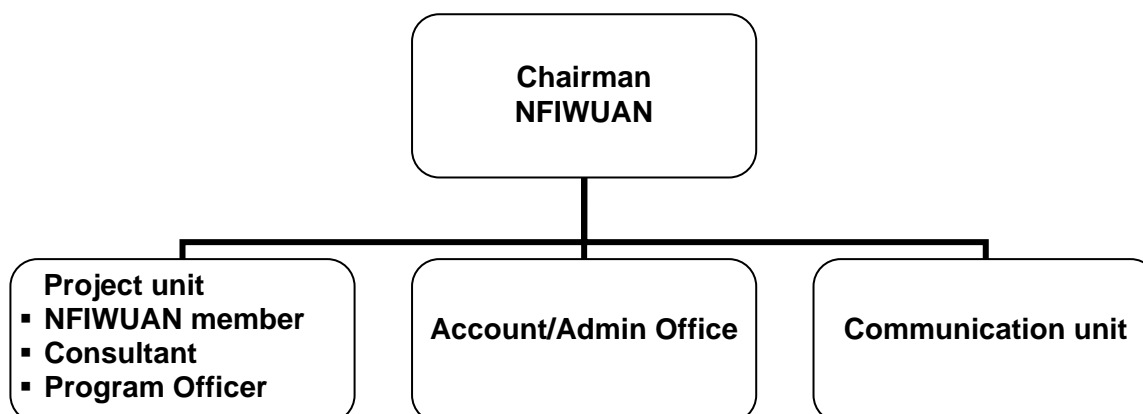 Chairman
NFIWUAN
Project unit
▪ NFIWUAN member
▪ Consultant
▪ Program Officer
Account/Admin Office
Communication unit